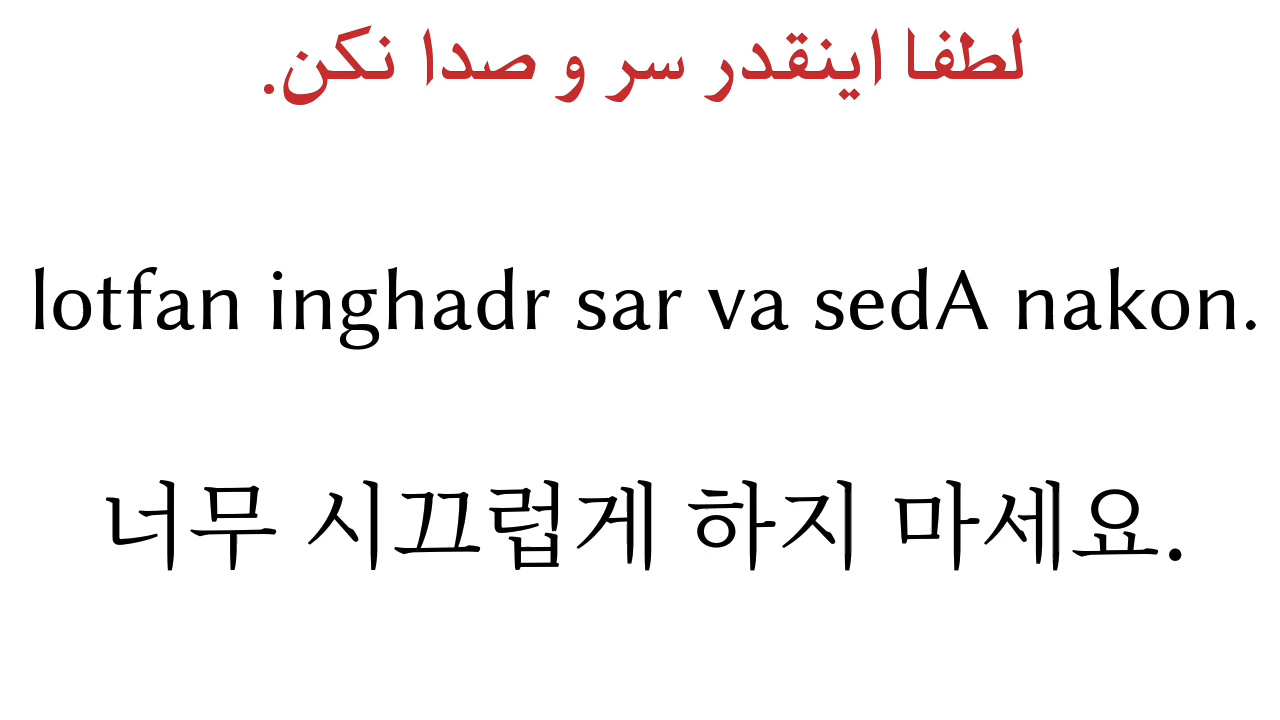 لطفا اینقدر سر و صدا نکن.
lotfan inghadr sar va sedA nakon.
너무 시끄럽게 하지 마세요.